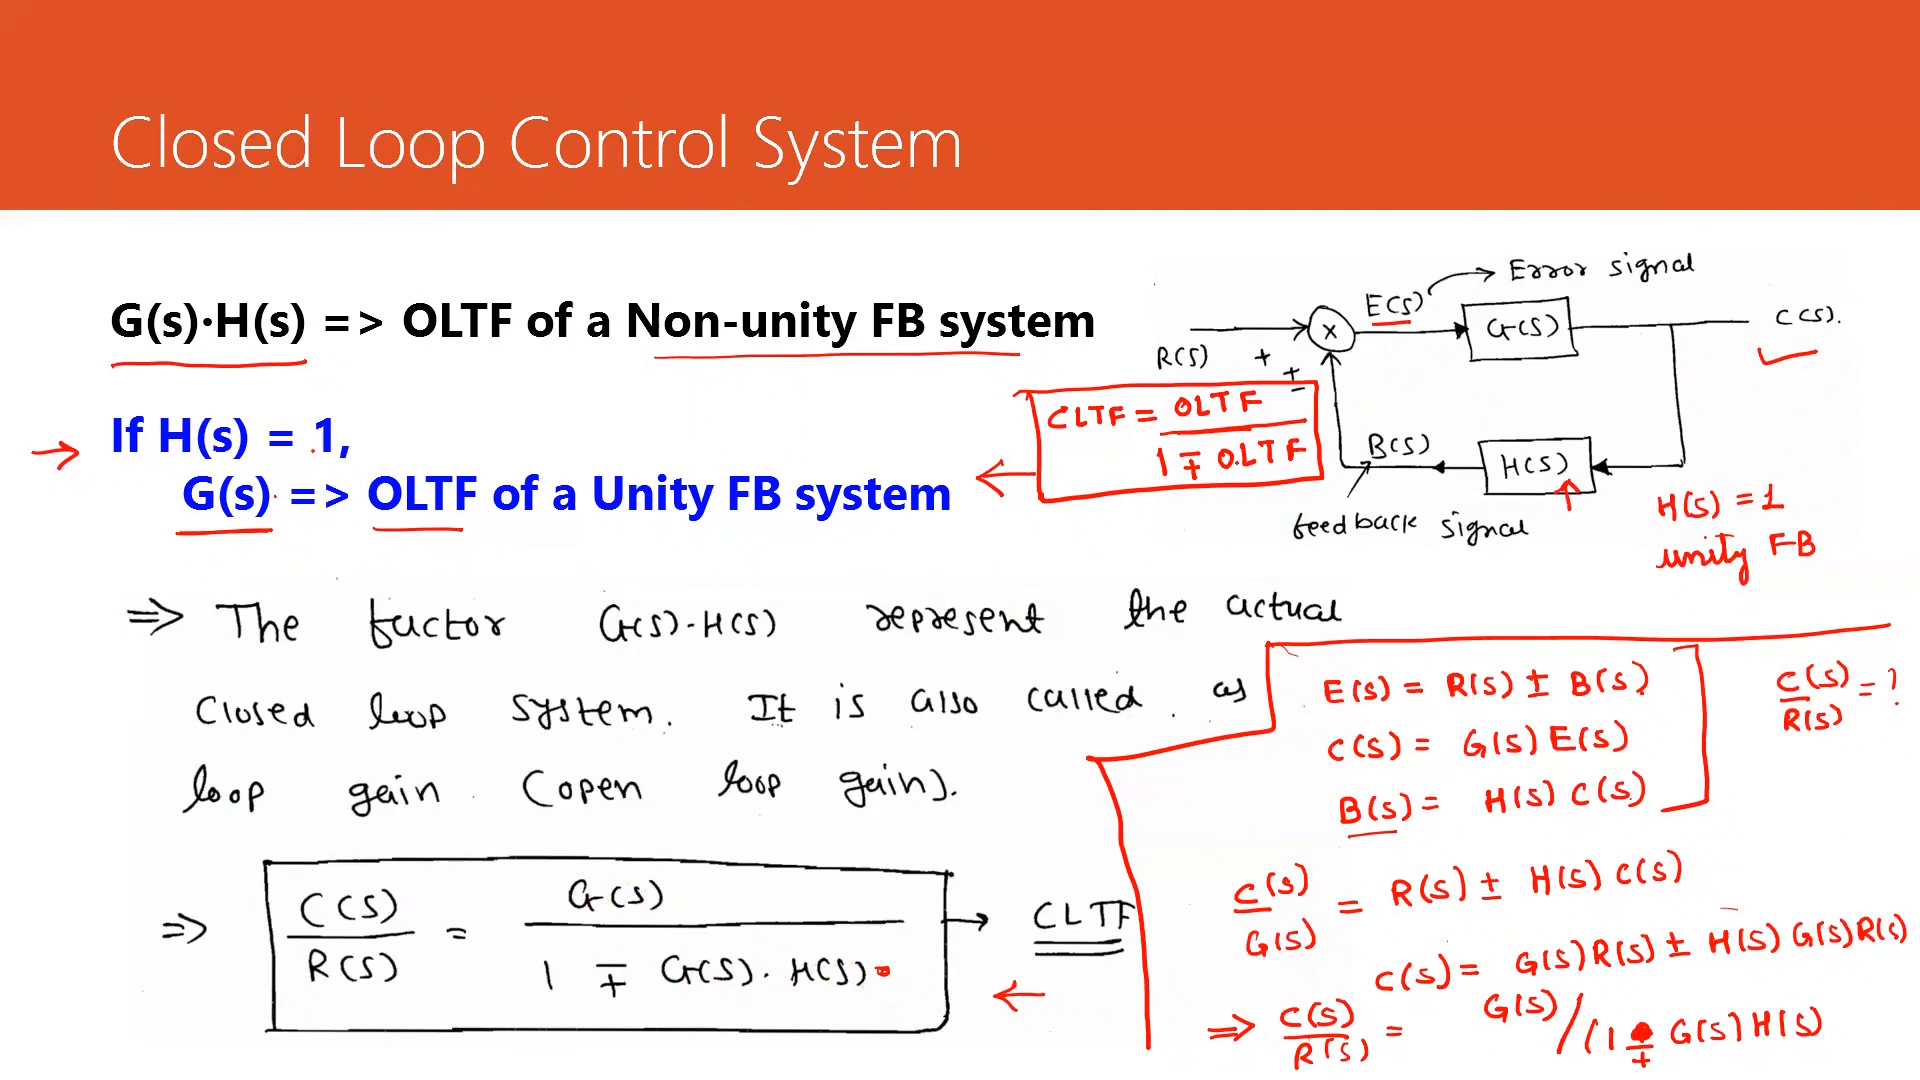 Closed Loop Control System
G(s)·H(s) => OLTF of a Non-unity FB system
If H(s) = 1,
G(s) => OLTF of a Unity FB system
Error signal
E(s)
G(s)
C(s).
R(s)
+
±
X
B(s)
H(s)
feedback signal
CLTF = OLTF / 1 ∓ OLTF
H(s) = 1
unity FB
=> The factor G(s).H(s) represent the actual
closed loop system. It is also called as
loop gain (open loop gain).
=> C(s)/R(s) = G(s) / 1 ∓ G(s). H(s) → CLTF
E(s) = R(s) ± B(s)
C(s) = G(s) E(s)
B(s) = H(s) C(s)
C(s)/R(s) = ?
C(s)/G(s) = R(s) ± H(s) C(s)
C(s) = G(s) R(s) ± H(s) G(s) R(s)
=> C(s)/R(s) = G(s) / (1 ∓ G(s) H(s)